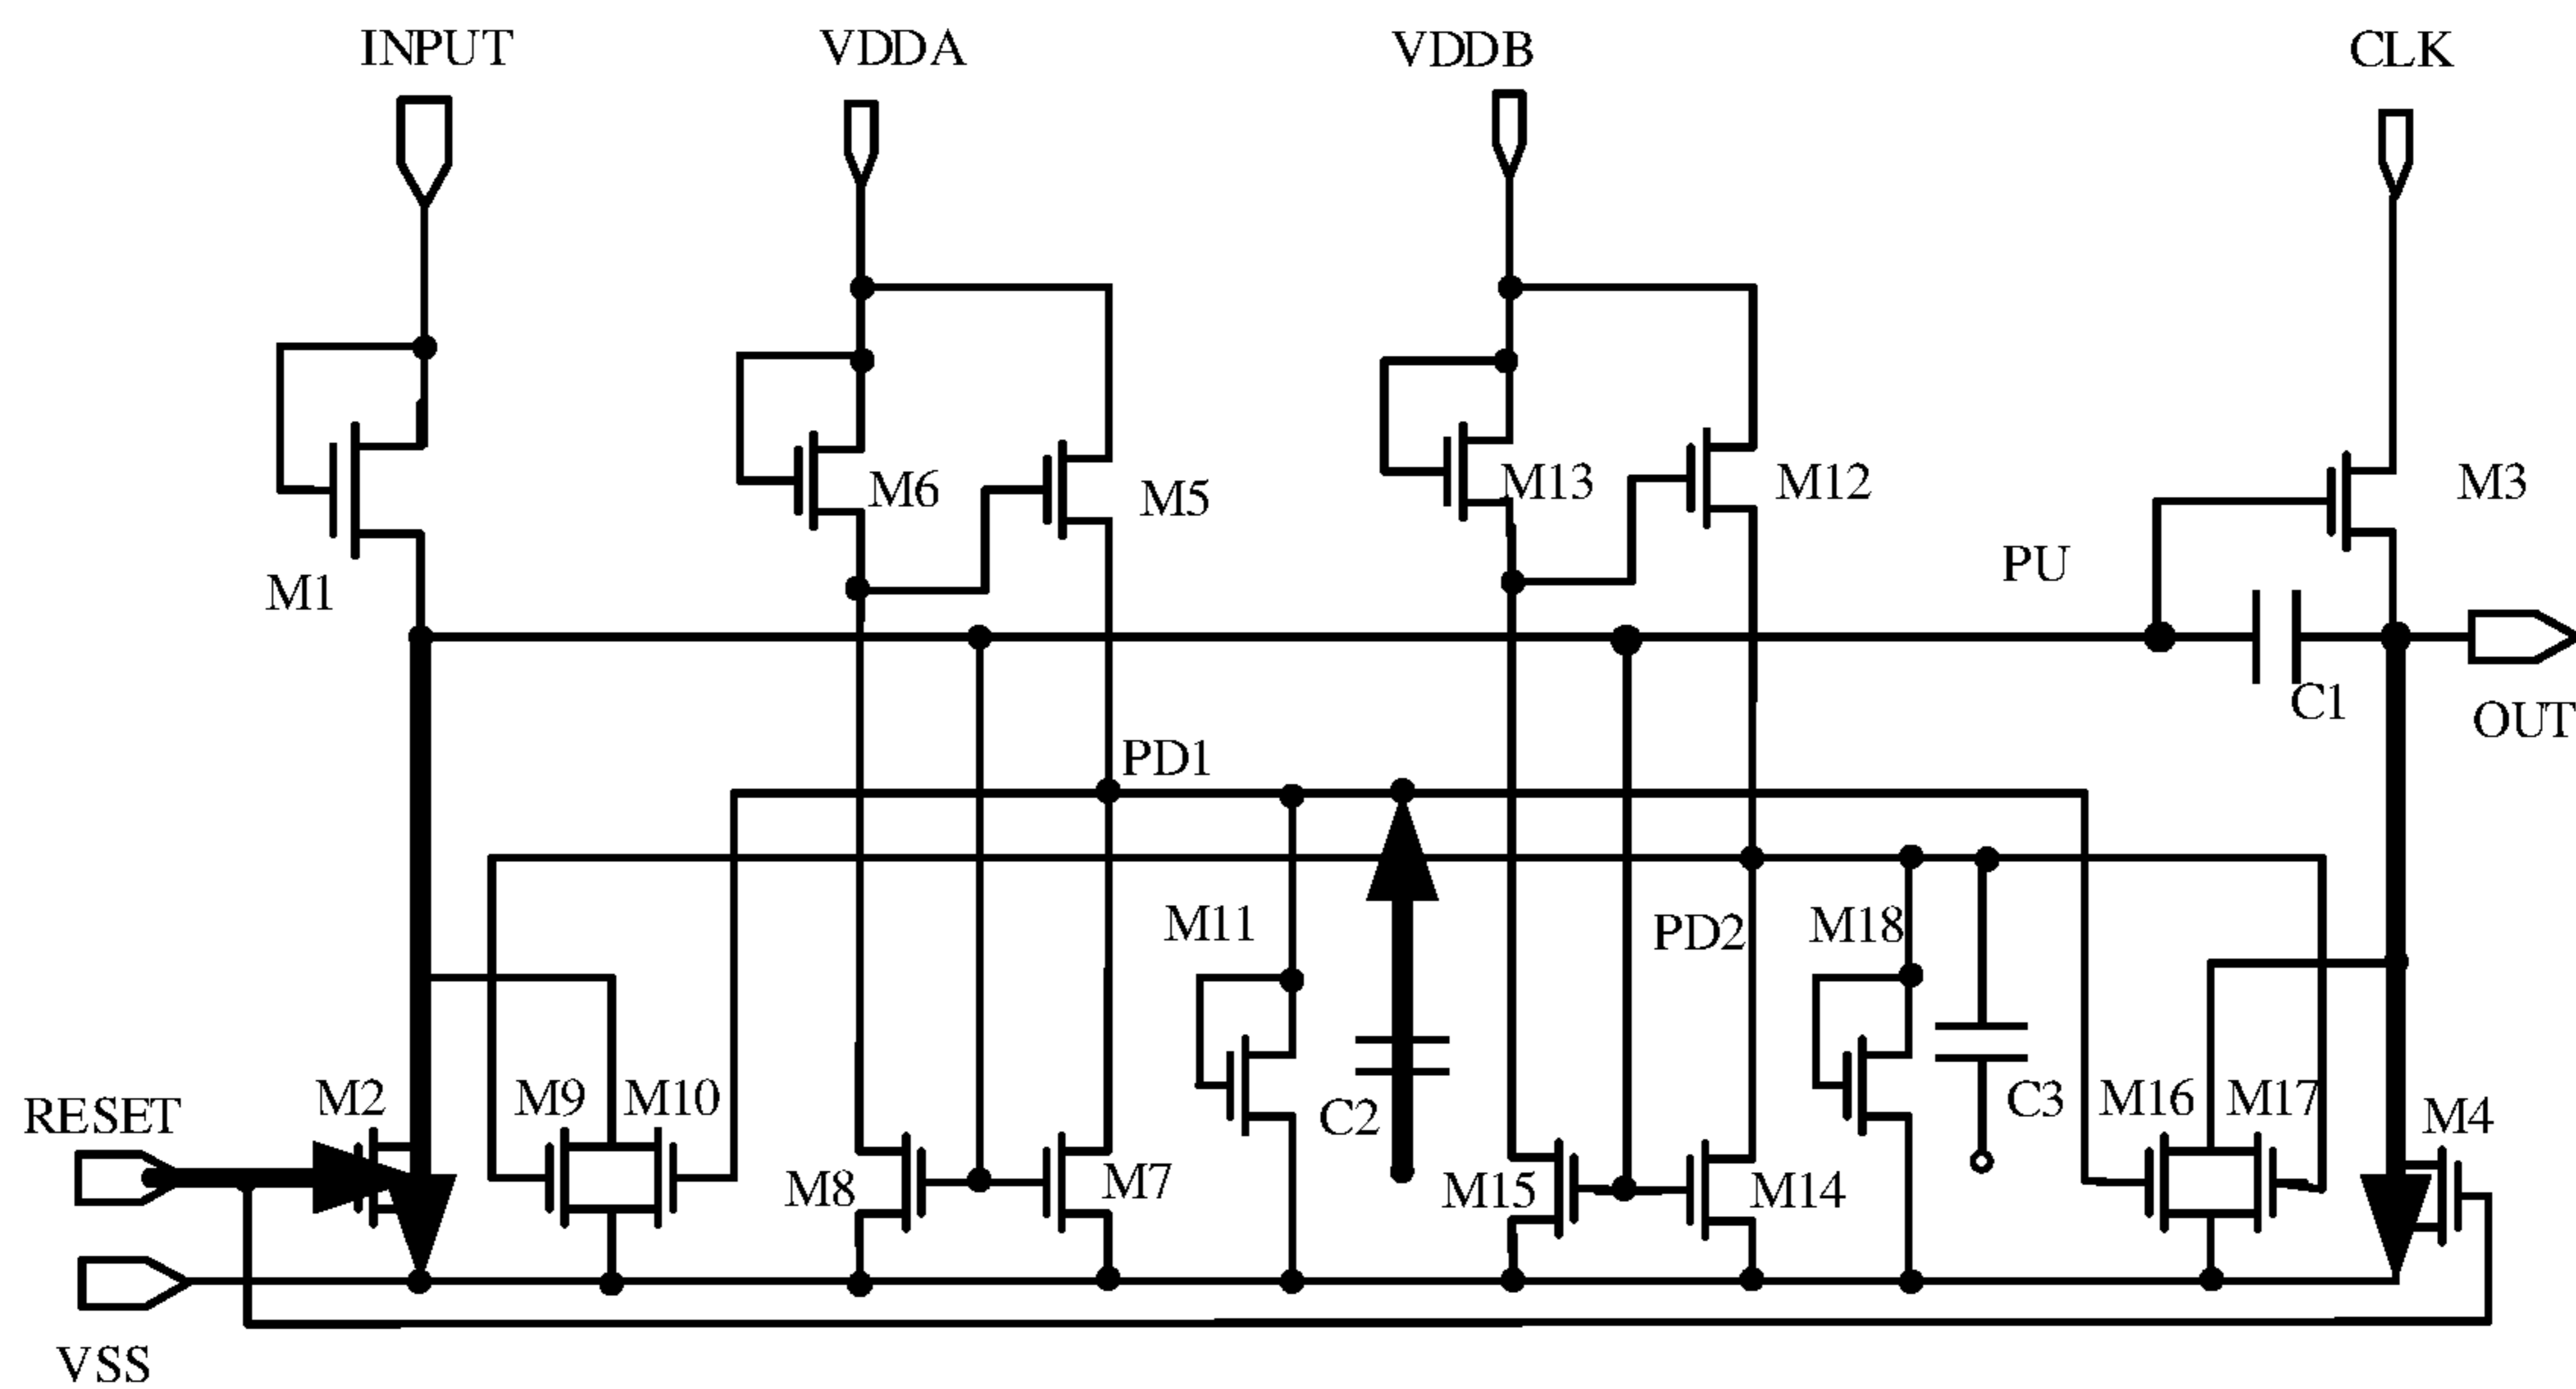 INPUT
VDDA
VDDB
CLK
M6
M5
M13
M12
M3
M1
PU
C1
OUT
PD1
M11
PD2
M18
RESET
M2
M9
M10
C2
C3
M16
M17
M4
M8
M7
M15
M14
VSS